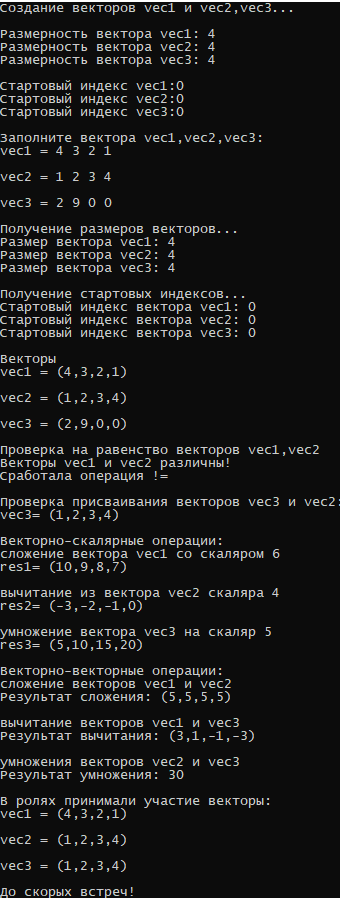 Создание векторов vec1 и vec2,vec3...
Размерность вектора vec1: 4
Размерность вектора vec2: 4
Размерность вектора vec3: 4
Стартовый индекс vec1:0
Стартовый индекс vec2:0
Стартовый индекс vec3:0
Заполните вектора vec1,vec2,vec3:
vec1 = 4 3 2 1
vec2 = 1 2 3 4
vec3 = 2 9 0 0
Получение размеров векторов...
Размер вектора vec1: 4
Размер вектора vec2: 4
Размер вектора vec3: 4
Получение стартовых индексов...
Стартовый индекс вектора vec1: 0
Стартовый индекс вектора vec2: 0
Стартовый индекс вектора vec3: 0
Векторы
vec1 = (4,3,2,1)
vec2 = (1,2,3,4)
vec3 = (2,9,0,0)
Проверка на равенство векторов vec1,vec2
Векторы vec1 и vec2 различны!
Сработала операция !=
Проверка присваивания векторов vec3 и vec2:
vec3= (1,2,3,4)
Векторно-скалярные операции:
сложение вектора vec1 со скаляром 6
res1= (10,9,8,7)
вычитание из вектора vec2 скаляра 4
res2= (-3,-2,-1,0)
умножение вектора vec3 на скаляр 5
res3= (5,10,15,20)
Векторно-векторные операции:
сложение векторов vec1 и vec2
Результат сложения: (5,5,5,5)
вычитание векторов vec1 и vec3
Результат вычитания: (3,1,-1,-3)
умножения векторов vec2 и vec3
Результат умножения: 30
В ролях принимали участие векторы:
vec1 = (4,3,2,1)
vec2 = (1,2,3,4)
vec3 = (1,2,3,4)
До скорых встреч!